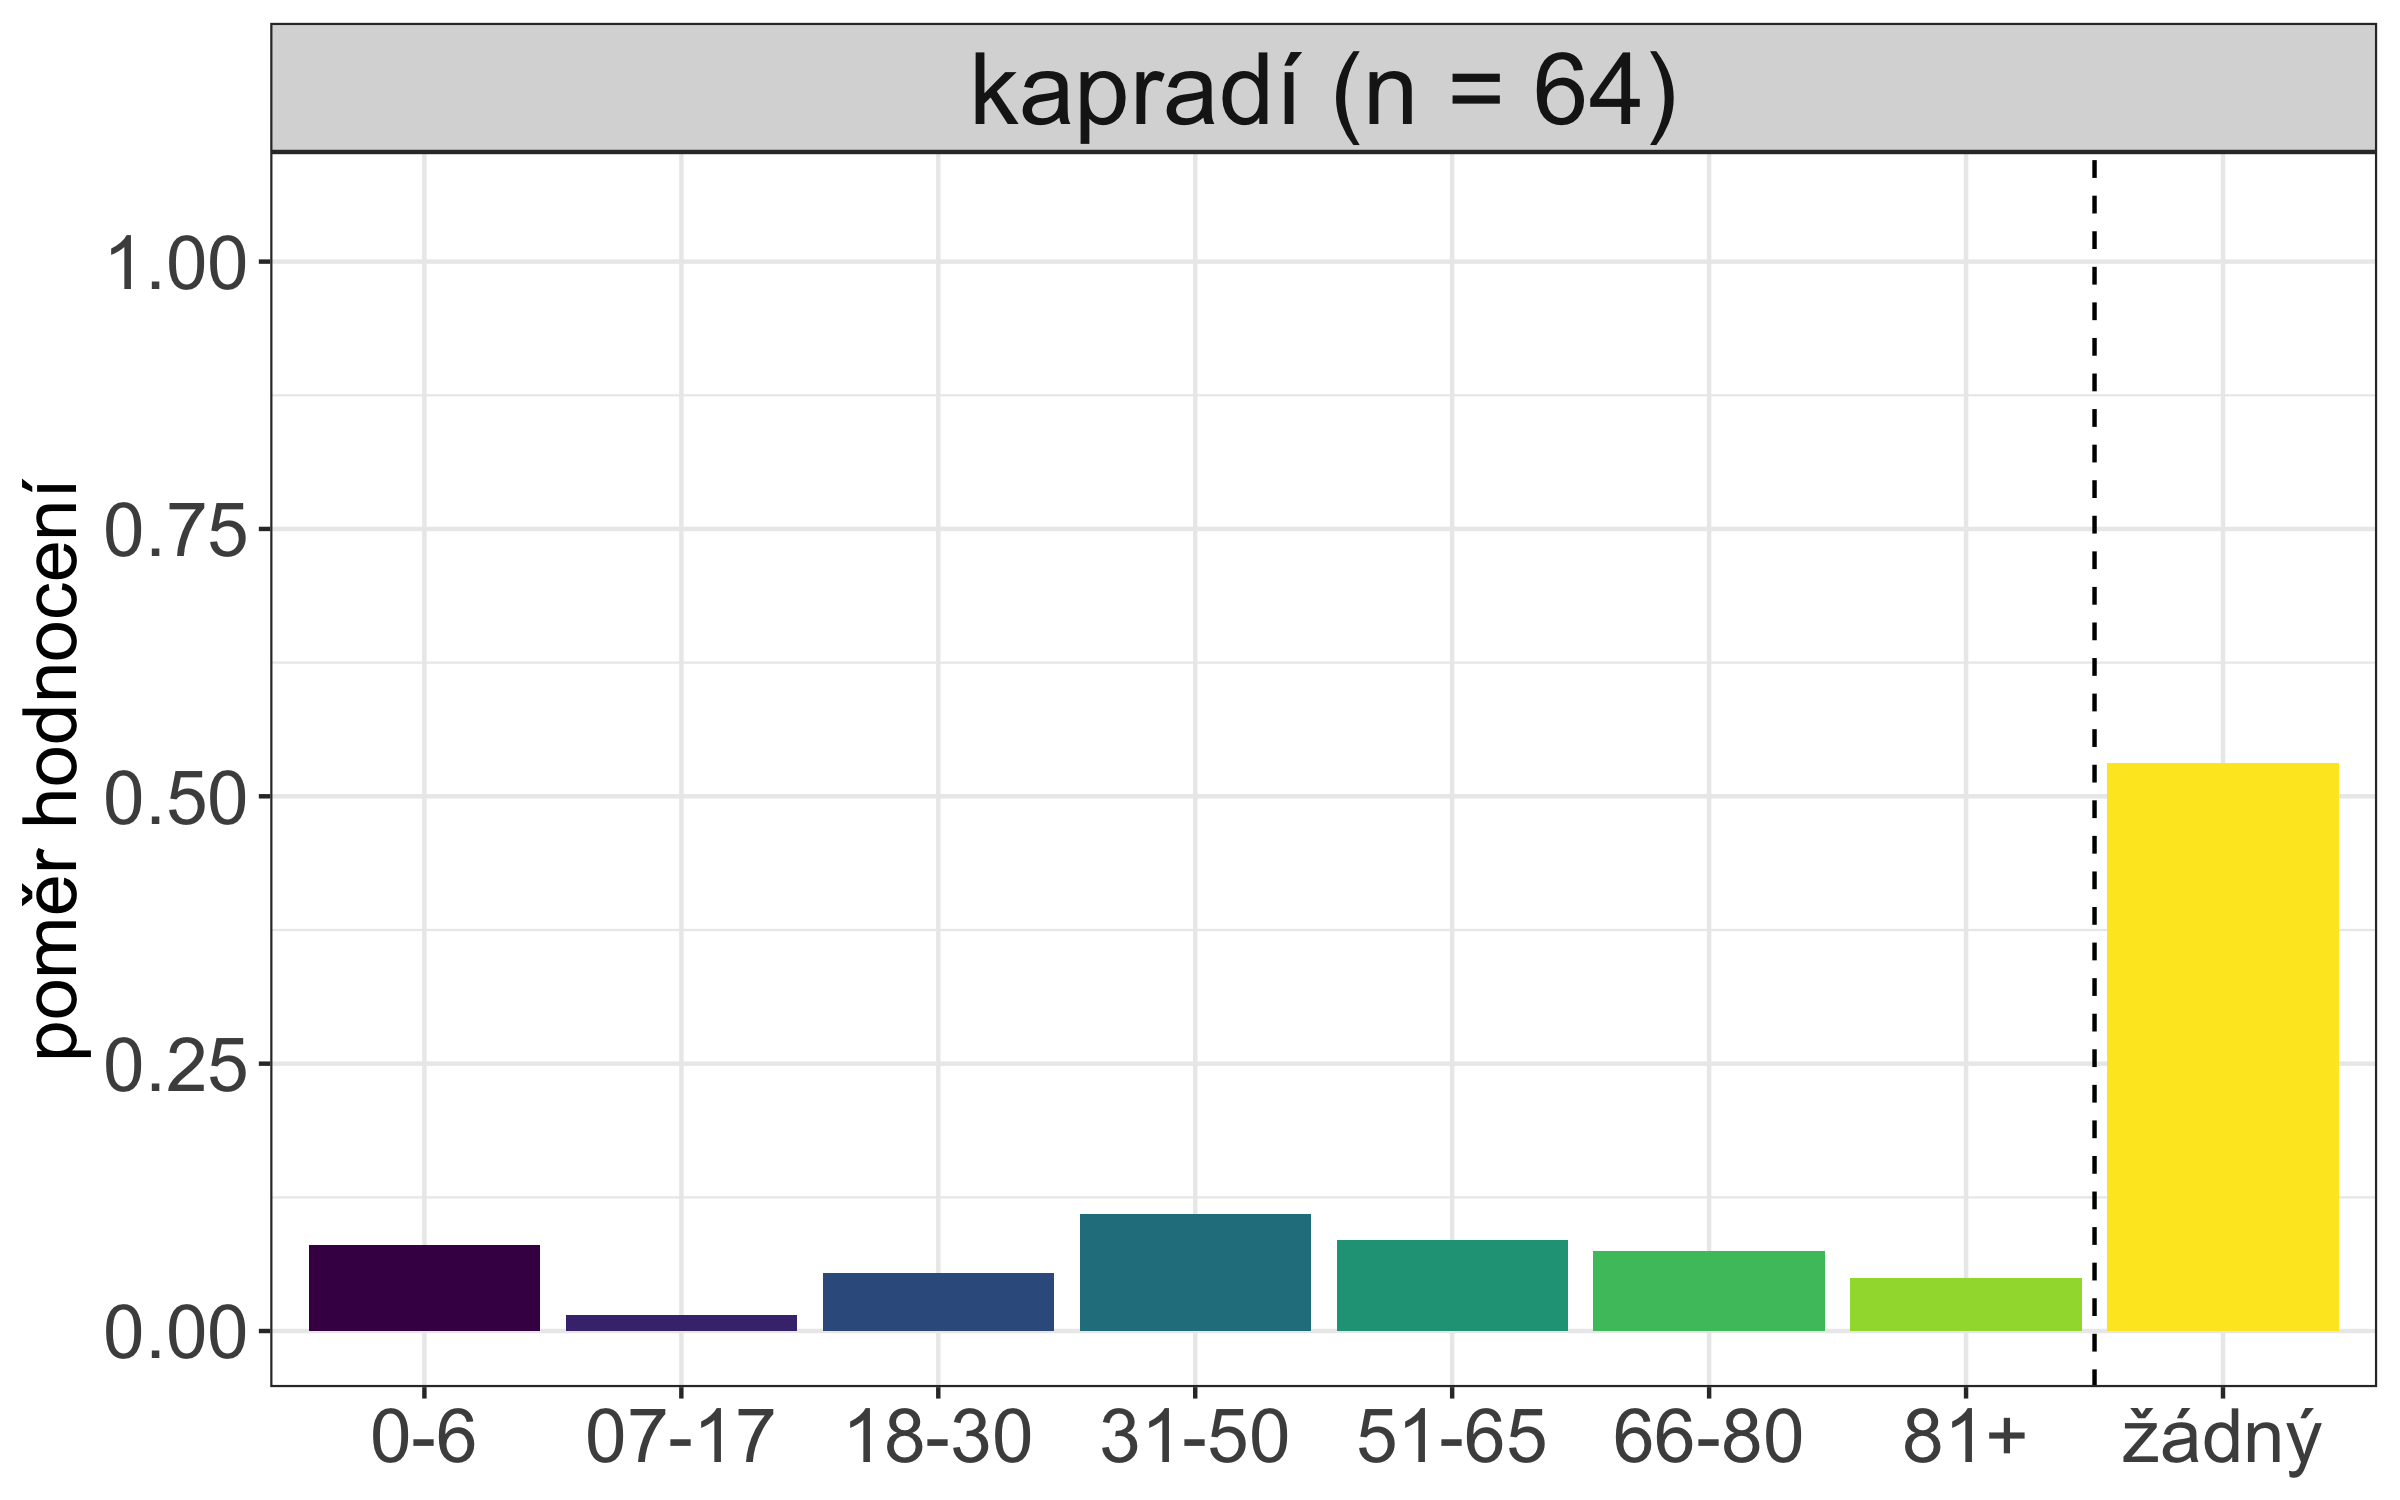 kapradí (n = 64)
poměr hodnocení
1.00
0.75
0.50
0.25
0.00
0-6 07-17 18-30 31-50 51-65 66-80 81+ žádný